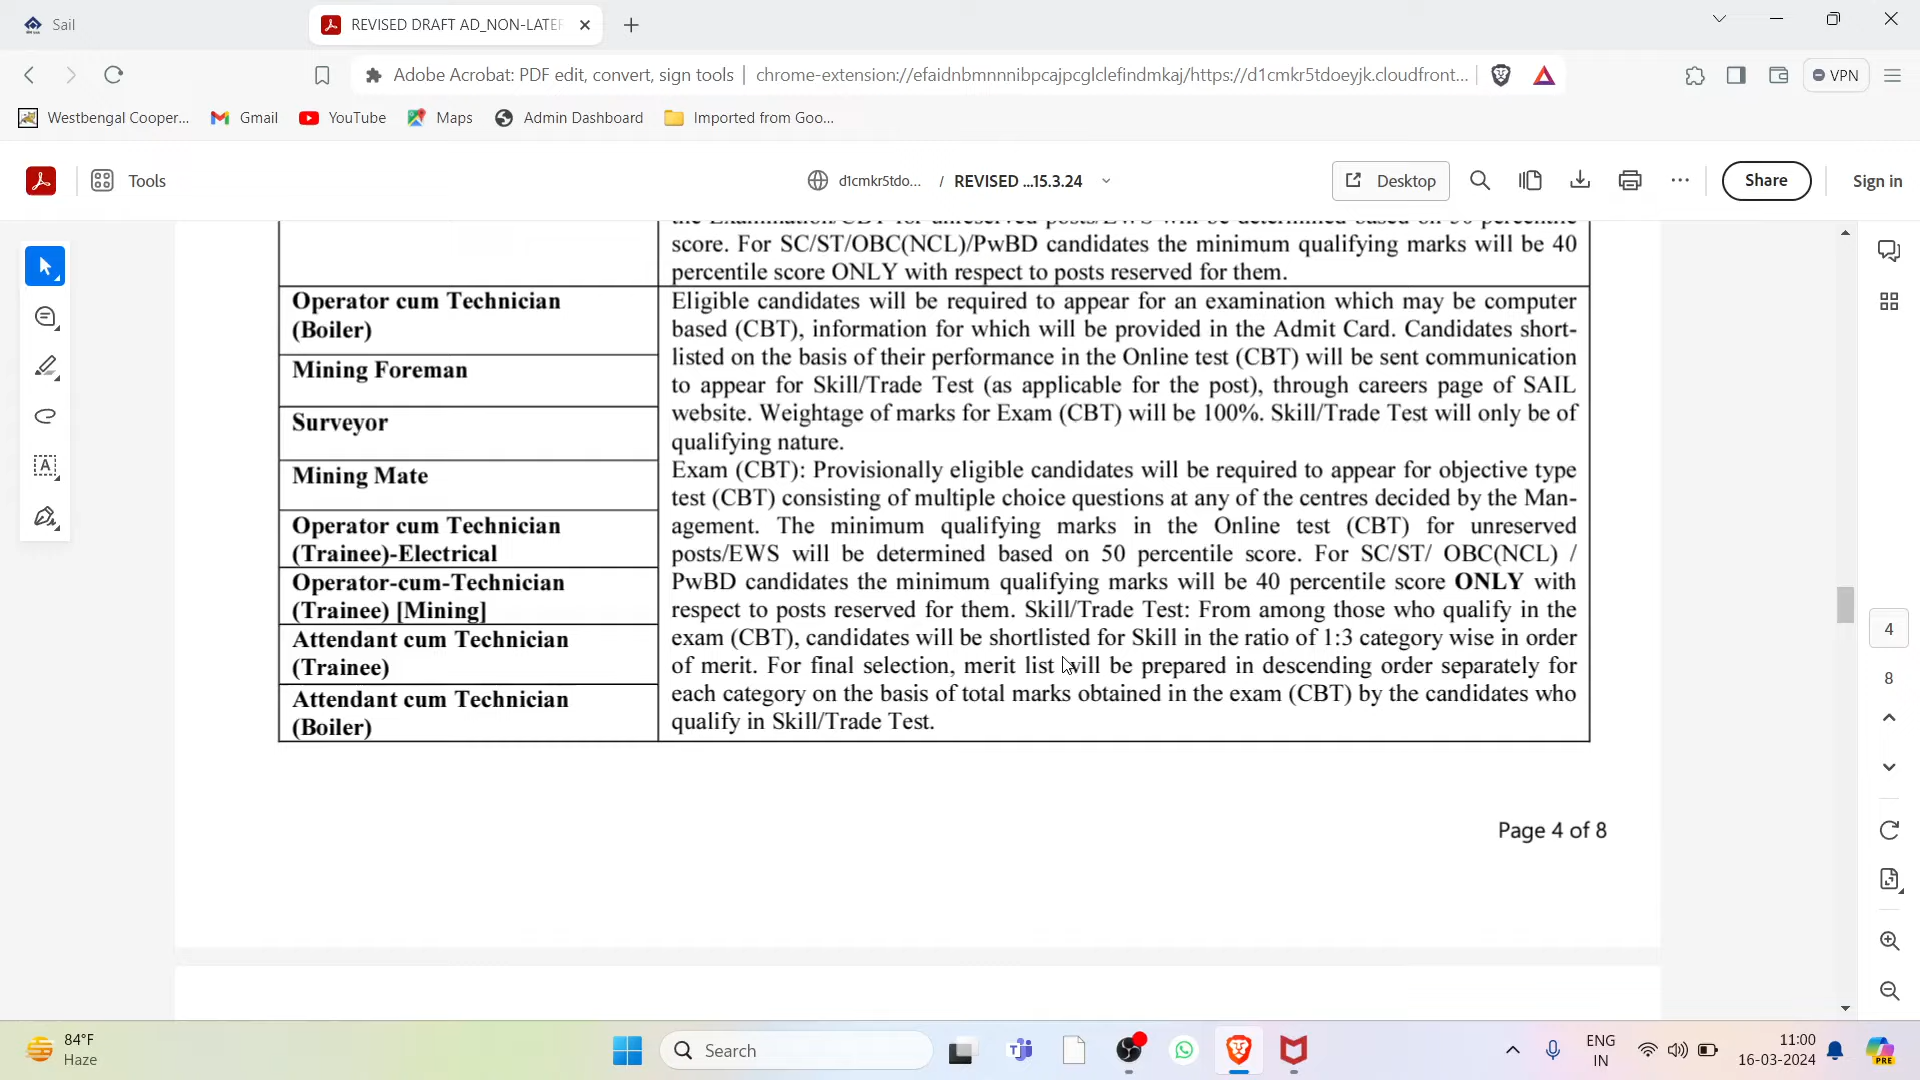 Sail
REVISED DRAFT AD_NON-LATE
Adobe Acrobat: PDF edit, convert, sign tools
chrome-extension://efaidnbmnnnibpcajpcglclefindmkaj/https://d1cmkr5tdoeyjk.cloudfront...
VPN
Westbengal Cooper...
Gmail
YouTube
Maps
Admin Dashboard
Imported from Goo...
Tools
d1cmkr5tdo... / REVISED ...15.3.24
Desktop
Share
Sign in
score. For SC/ST/OBC(NCL)/PwBD candidates the minimum qualifying marks will be 40
percentile score ONLY with respect to posts reserved for them.
Operator cum Technician
(Boiler)
Mining Foreman
Surveyor
Mining Mate
Operator cum Technician
(Trainee)-Electrical
Operator-cum-Technician
(Trainee) [Mining]
Attendant cum Technician
(Trainee)
Attendant cum Technician
(Boiler)
Eligible candidates will be required to appear for an examination which may be computer
based (CBT), information for which will be provided in the Admit Card. Candidates short-
listed on the basis of their performance in the Online test (CBT) will be sent communication
to appear for Skill/Trade Test (as applicable for the post), through careers page of SAIL
website. Weightage of marks for Exam (CBT) will be 100%. Skill/Trade Test will only be of
qualifying nature.
Exam (CBT): Provisionally eligible candidates will be required to appear for objective type
test (CBT) consisting of multiple choice questions at any of the centres decided by the Man-
agement. The minimum qualifying marks in the Online test (CBT) for unreserved
posts/EWS will be determined based on 50 percentile score. For SC/ST/ OBC(NCL) /
PwBD candidates the minimum qualifying marks will be 40 percentile score ONLY with
respect to posts reserved for them. Skill/Trade Test: From among those who qualify in the
exam (CBT), candidates will be shortlisted for Skill in the ratio of 1:3 category wise in order
of merit. For final selection, merit list will be prepared in descending order separately for
each category on the basis of total marks obtained in the exam (CBT) by the candidates who
qualify in Skill/Trade Test.
Page 4 of 8
4
8
84°F
Haze
Search
ENG
IN
11:00
16-03-2024
PRE